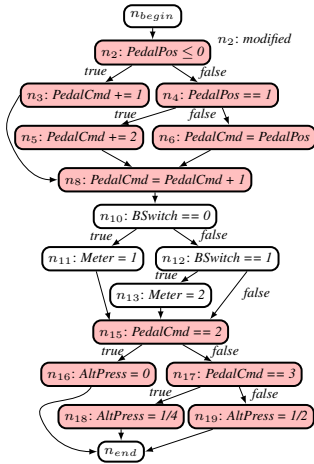 nbegin
n2: PedalPos ≤ 0
n2: modified
true
false
n3: PedalCmd += 1
n4: PedalPos == 1
true
false
n5: PedalCmd += 2
n6: PedalCmd = PedalPos
n8: PedalCmd = PedalCmd + 1
n10: BSwitch == 0
true
false
n11: Meter = 1
n12: BSwitch == 1
true
false
n13: Meter = 2
n15: PedalCmd == 2
true
false
n16: AltPress = 0
n17: PedalCmd == 3
true
false
n18: AltPress = 1/4
n19: AltPress = 1/2
nend